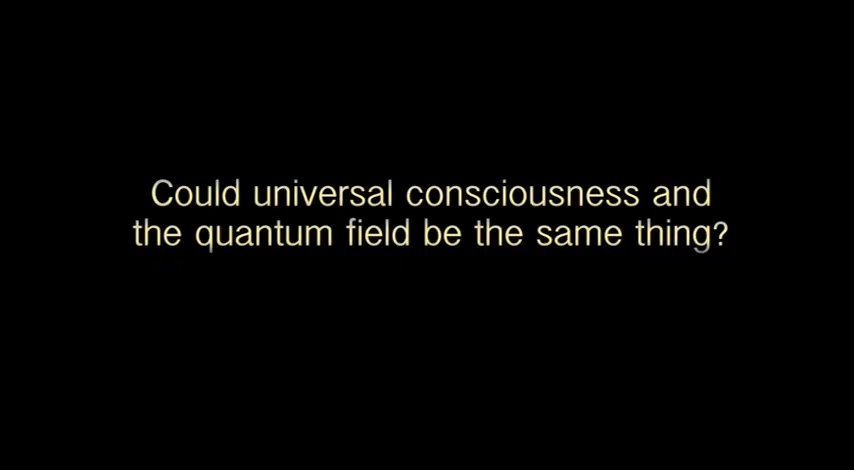 Could universal consciousness and
the quantum field be the same thing?